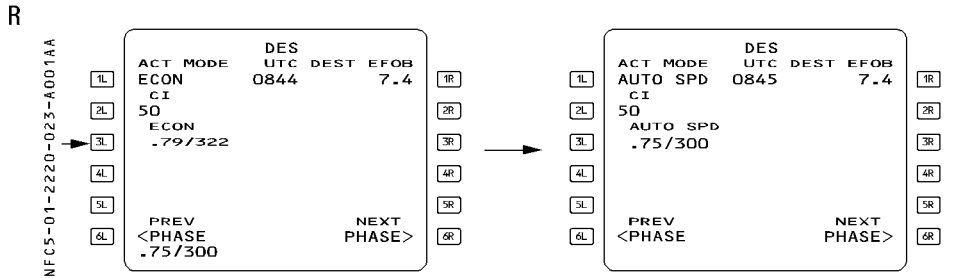 R
NFC5-01-2220-023-A001AA
DES
ACT MODE UTC DEST EFOB
1L ECON 0844 7.4 1R
CI
2L 50 2R
ECON
3L .79/322 3R
4L 4R
5L 5R
PREV NEXT
6L <PHASE PHASE> 6R
.75/300
DES
ACT MODE UTC DEST EFOB
1L AUTO SPD 0845 7.4 1R
CI
2L 50 2R
AUTO SPD
3L .75/300 3R
4L 4R
5L 5R
PREV NEXT
6L <PHASE PHASE> 6R